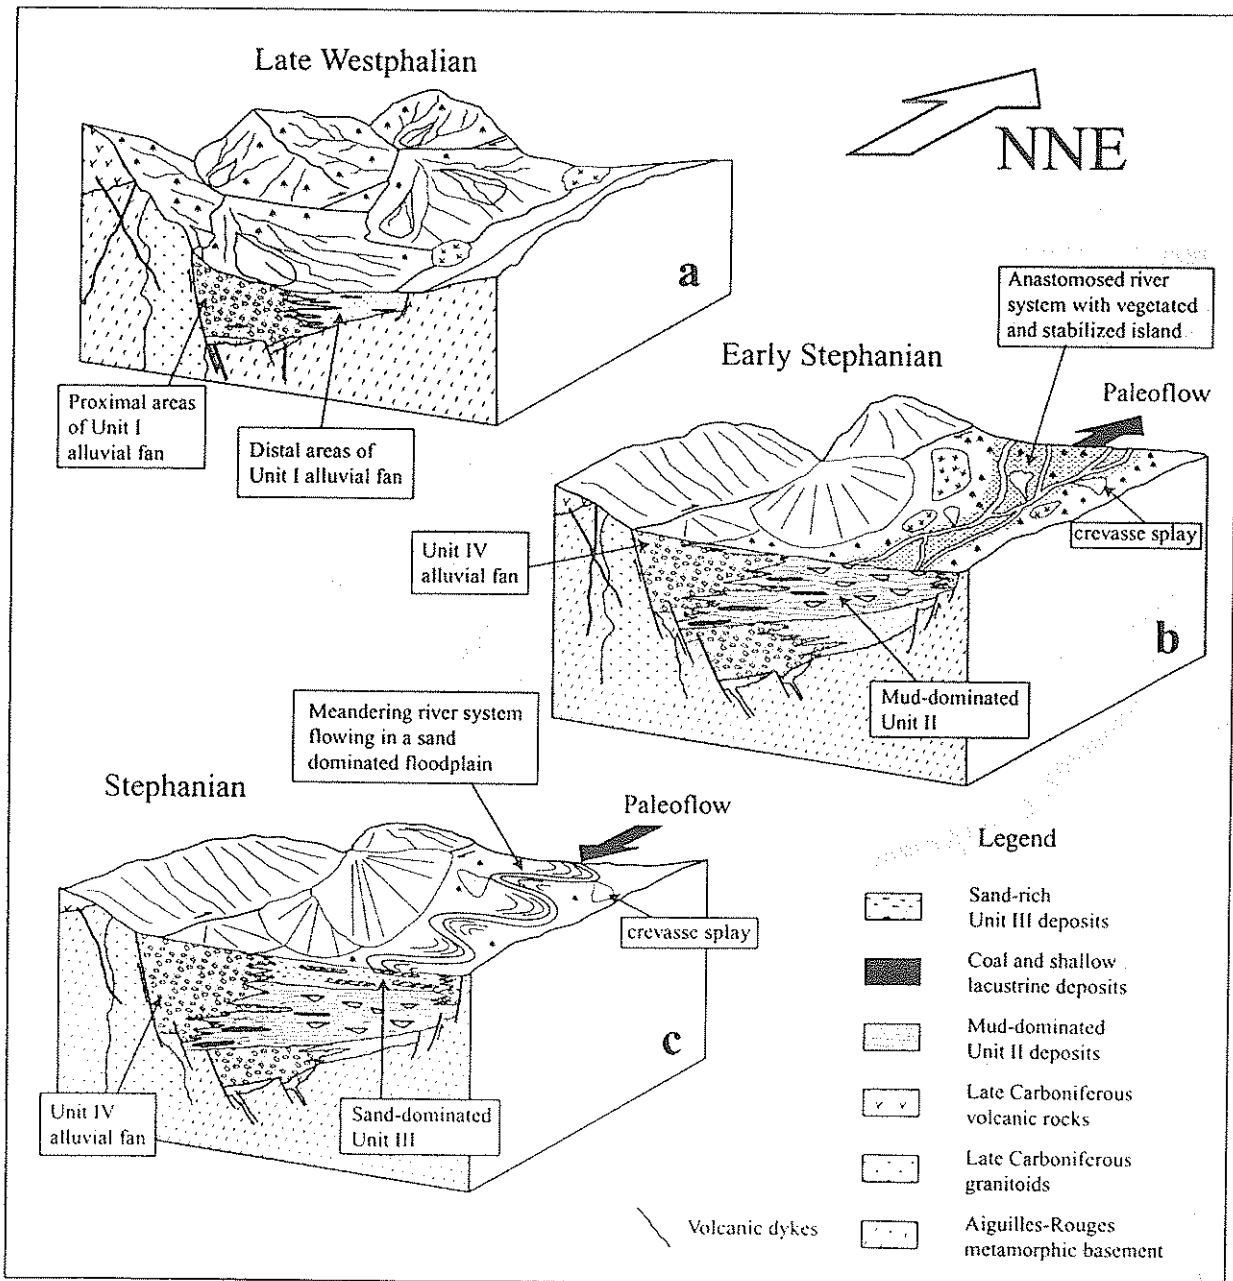 Late Westphalian
NNE
a
Proximal areas
of Unit I
alluvial fan
Distal areas of
Unit I alluvial fan
Early Stephanian
Anastomosed river
system with vegetated
and stabilized island
Paleoflow
crevasse splay
Unit IV
alluvial fan
b
Mud-dominated
Unit II
Stephanian
Meandering river system
flowing in a sand
dominated floodplain
Paleoflow
crevasse splay
c
Unit IV
alluvial fan
Sand-dominated
Unit III
Legend
Sand-rich
Unit III deposits
Coal and shallow
lacustrine deposits
Mud-dominated
Unit II deposits
Late Carboniferous
volcanic rocks
Late Carboniferous
granitoids
Aiguilles-Rouges
metamorphic basement
Volcanic dykes